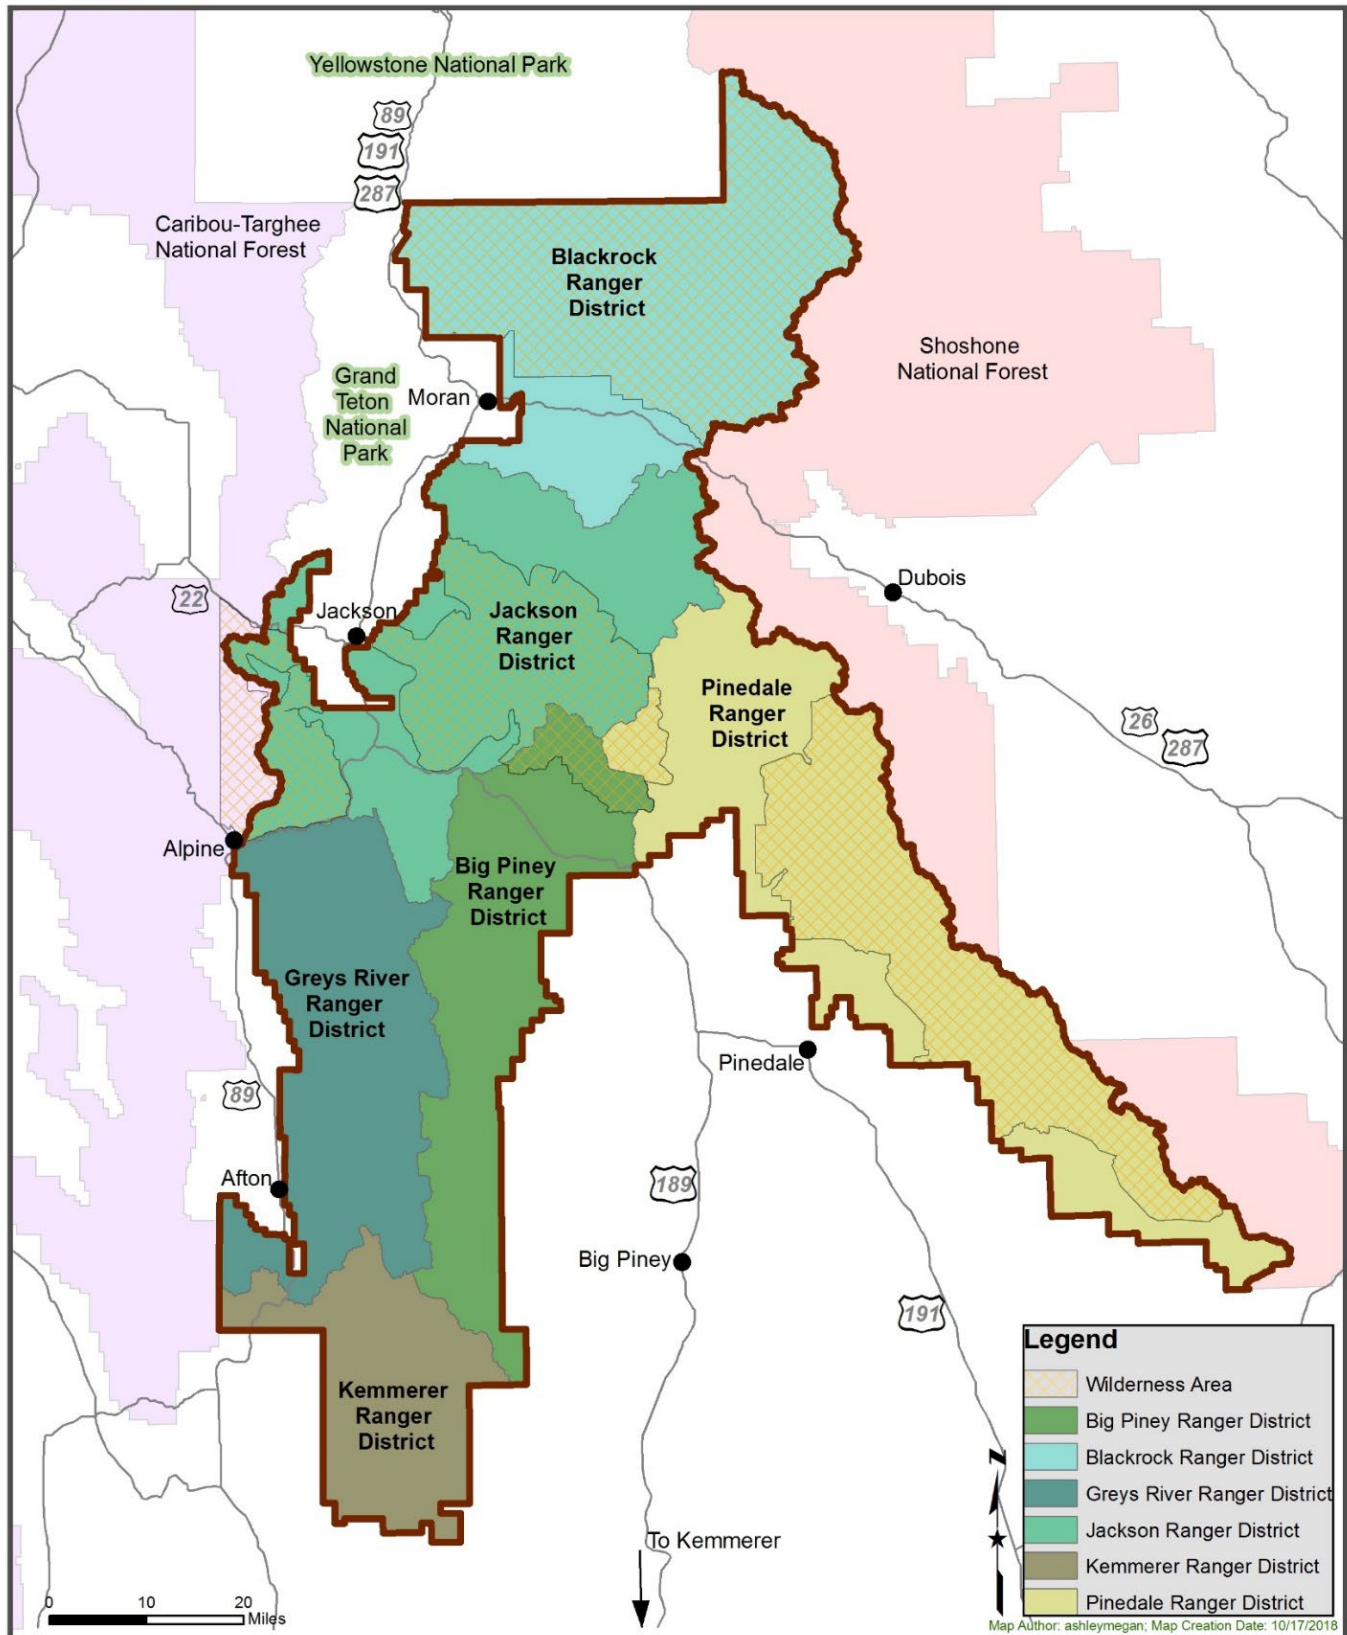 Yellowstone National Park
89
191
287
Caribou-Targhee
National Forest
Blackrock
Ranger
District
Shoshone
National Forest
Grand
Teton
National
Park
Moran
22
Dubois
Jackson
Jackson
Ranger
District
Pinedale
Ranger
District
26
287
Alpine
Big Piney
Ranger
District
Greys River
Ranger
District
Pinedale
89
Afton
189
Big Piney
191
Kemmerer
Ranger
District
To Kemmerer
Legend
Wilderness Area
Big Piney Ranger District
Blackrock Ranger District
Greys River Ranger District
Jackson Ranger District
Kemmerer Ranger District
Pinedale Ranger District
N
0 10 20
Miles
Map Author: ashleymegan; Map Creation Date: 10/17/2018